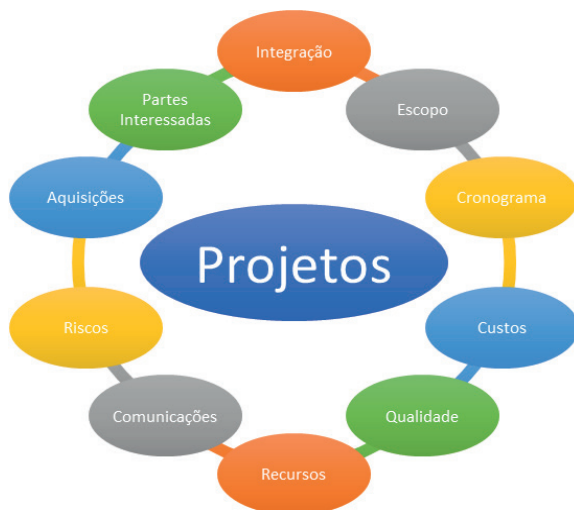 Integração
Escopo
Cronograma
Custos
Qualidade
Recursos
Comunicações
Riscos
Aquisições
Partes
Interessadas
Projetos